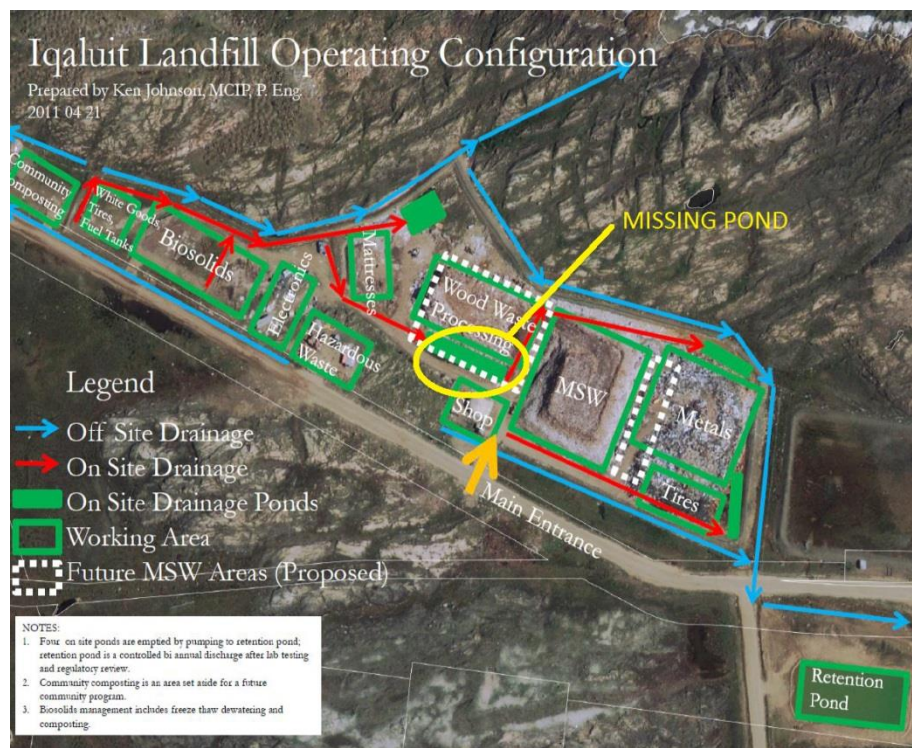 Iqaluit Landfill Operating Configuration
Prepared by Ken Johnson, MCIP, P. Eng.
2011 04 21
MISSING POND
Community
Composting
White Goods,
Tires,
Fuel Tanks
Biosolids
Electronics
Hazardous
Waste
Mattresses
Wood Waste
Processing
Shop
MSW
Metals
Tires
Main Entrance
Legend
Off Site Drainage
On Site Drainage
On Site Drainage Ponds
Working Area
Future MSW Areas (Proposed)
NOTES:
1. Four on site ponds are emptied by pumping to retention pond;
retention pond is a controlled bi annual discharge after lab testing
and regulatory review.
2. Community composting is an area set aside for a future
community program.
3. Biosolids management includes freeze thaw dewatering and
composting.
Retention
Pond